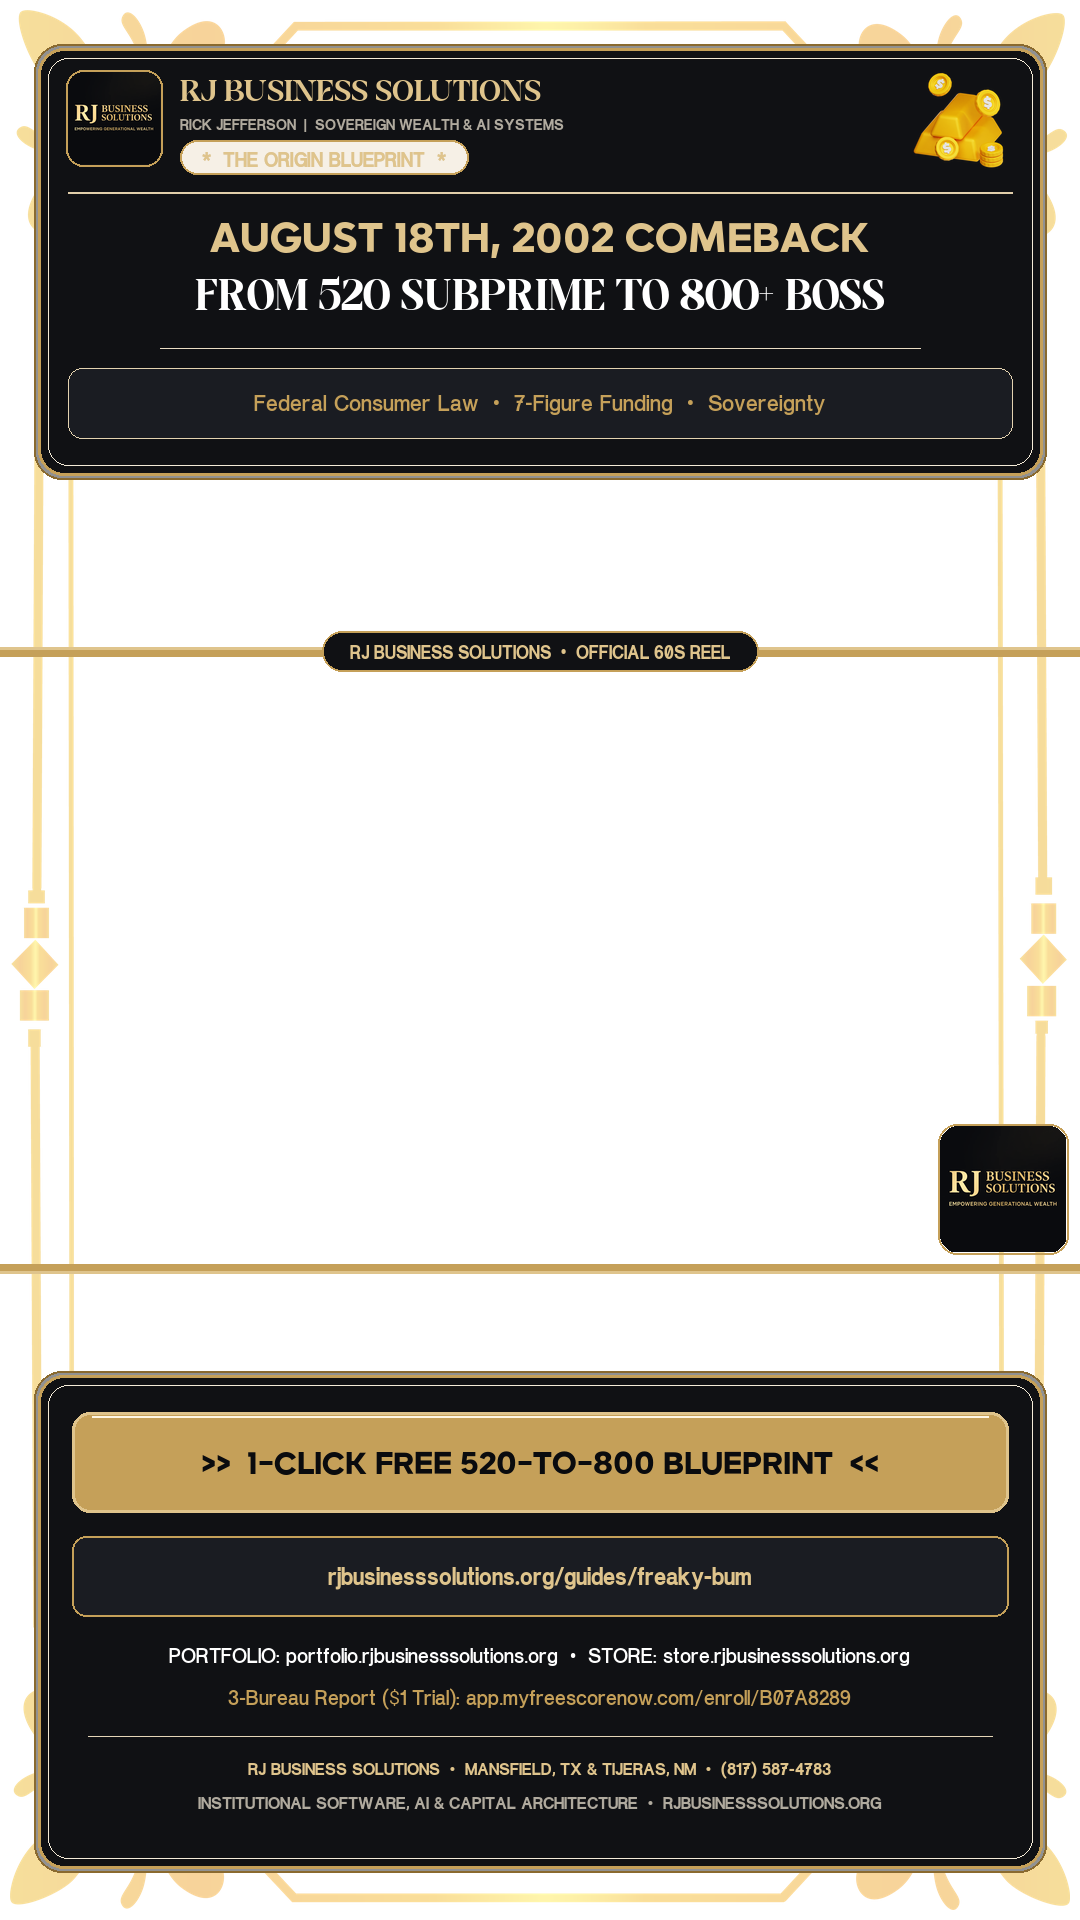 RJ BUSINESS SOLUTIONS
EMPOWERING GENERATIONAL WEALTH
RJ BUSINESS SOLUTIONS
RICK JEFFERSON | SOVEREIGN WEALTH & AI SYSTEMS
* THE ORIGIN BLUEPRINT *
AUGUST 18TH, 2002 COMEBACK
FROM 520 SUBPRIME TO 800+ BOSS
Federal Consumer Law • 7-Figure Funding • Sovereignty
RJ BUSINESS SOLUTIONS • OFFICIAL 60S REEL
RJ BUSINESS SOLUTIONS
EMPOWERING GENERATIONAL WEALTH
>> 1-CLICK FREE 520-TO-800 BLUEPRINT <<
rjbusinesssolutions.org/guides/freaky-bum
PORTFOLIO: portfolio.rjbusinesssolutions.org • STORE: store.rjbusinesssolutions.org
3-Bureau Report ($1 Trial): app.myfreescorenow.com/enroll/B07A8289
RJ BUSINESS SOLUTIONS • MANSFIELD, TX & TIJERAS, NM • (817) 587-4783
INSTITUTIONAL SOFTWARE, AI & CAPITAL ARCHITECTURE • RJBUSINESSSOLUTIONS.ORG